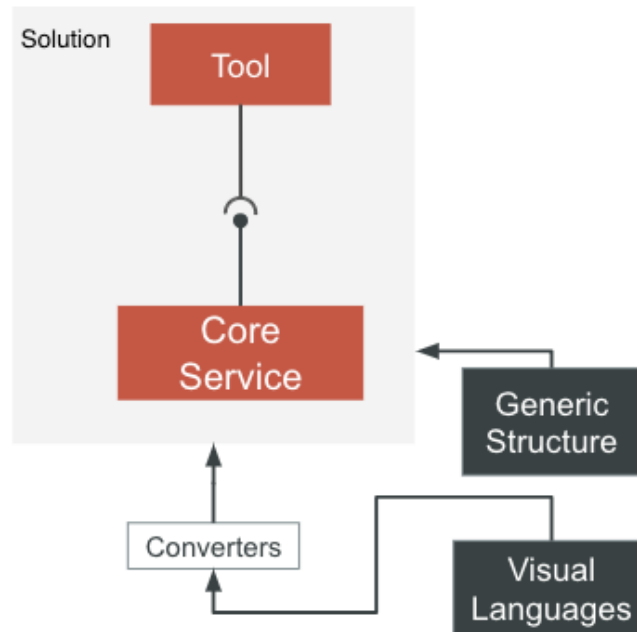 Solution
Tool
Core
Service
Generic
Structure
Converters
Visual
Languages